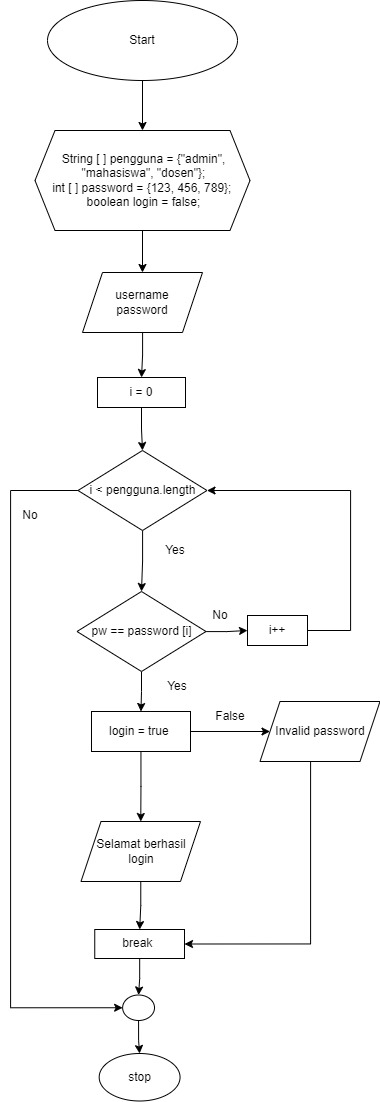 Start
String [ ] pengguna = {"admin",
"mahasiswa", "dosen"};
int [ ] password = {123, 456, 789};
boolean login = false;
username
password
i = 0
i < pengguna.length
No
Yes
pw == password [i]
No
i++
Yes
login = true
False
Invalid password
Selamat berhasil
login
break
stop